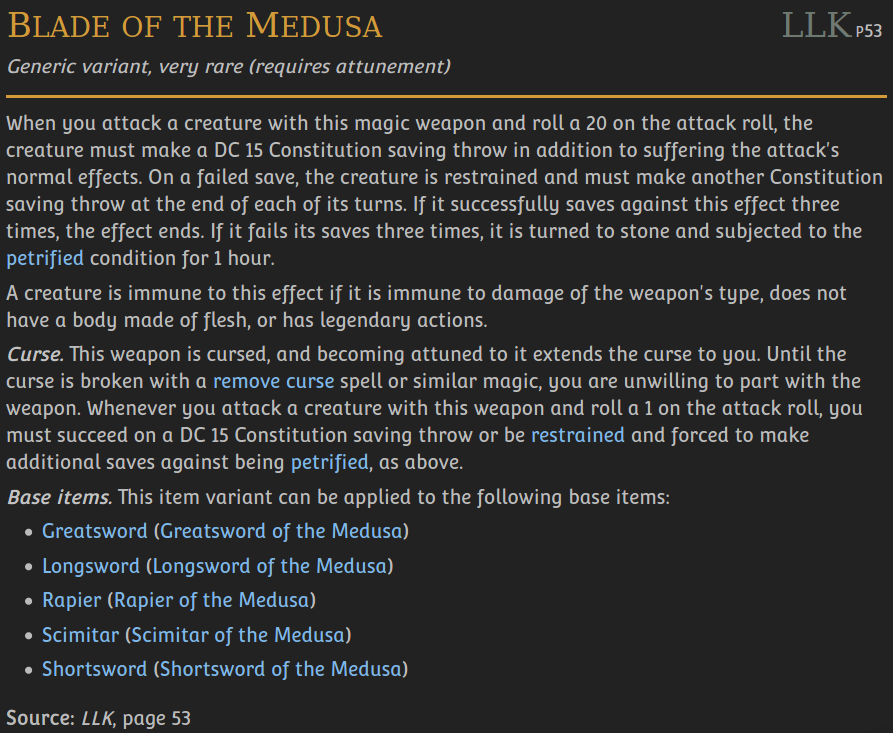 BLADE OF THE MEDUSA
LLK P53
Generic variant, very rare (requires attunement)
When you attack a creature with this magic weapon and roll a 20 on the attack roll, the
creature must make a DC 15 Constitution saving throw in addition to suffering the attack's
normal effects. On a failed save, the creature is restrained and must make another Constitution
saving throw at the end of each of its turns. If it successfully saves against this effect three
times, the effect ends. If it fails its saves three times, it is turned to stone and subjected to the
petrified condition for 1 hour.
A creature is immune to this effect if it is immune to damage of the weapon's type, does not
have a body made of flesh, or has legendary actions.
Curse. This weapon is cursed, and becoming attuned to it extends the curse to you. Until the
curse is broken with a remove curse spell or similar magic, you are unwilling to part with the
weapon. Whenever you attack a creature with this weapon and roll a 1 on the attack roll, you
must succeed on a DC 15 Constitution saving throw or be restrained and forced to make
additional saves against being petrified, as above.
Base items. This item variant can be applied to the following base items:
• Greatsword (Greatsword of the Medusa)
• Longsword (Longsword of the Medusa)
• Rapier (Rapier of the Medusa)
• Scimitar (Scimitar of the Medusa)
• Shortsword (Shortsword of the Medusa)
Source: LLK, page 53